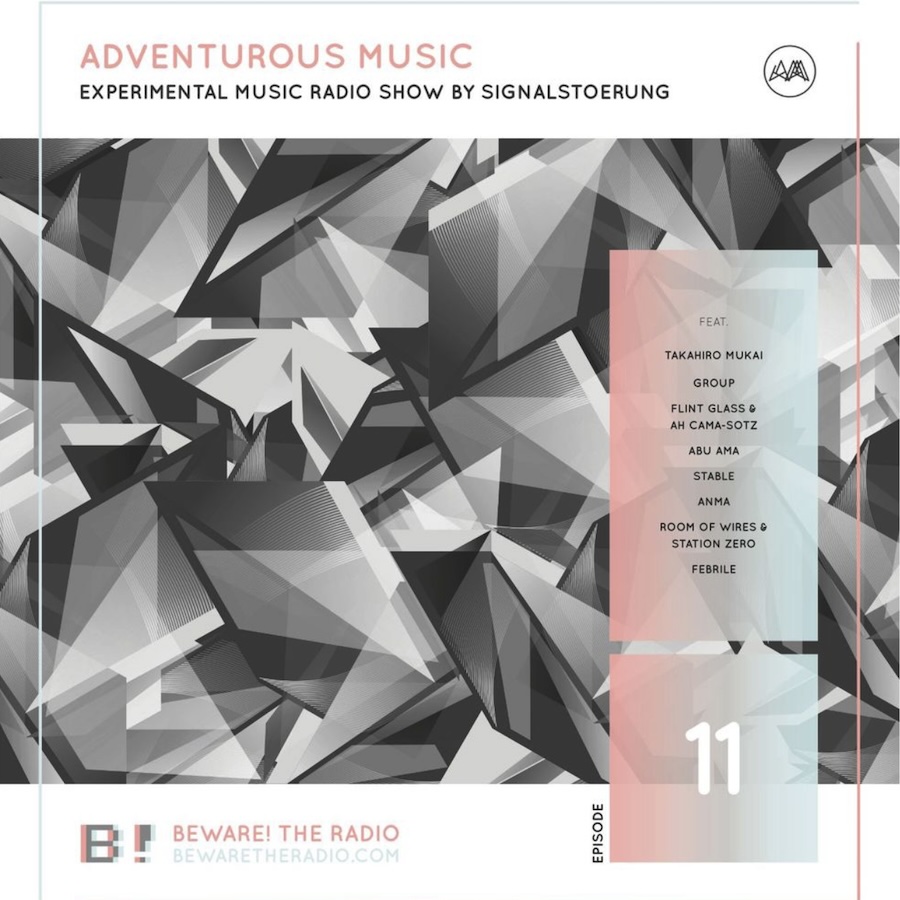 ADVENTUROUS MUSIC
EXPERIMENTAL MUSIC RADIO SHOW BY SIGNALSTOERUNG
FEAT.
TAKAHIRO MUKAI
GROUP
FLINT GLASS &
AH CAMA-SOTZ
ABU AMA
STABLE
ANMA
ROOM OF WIRES &
STATION ZERO
FEBRILE
EPISODE
11
B!
BEWARE! THE RADIO
BEWARETHERADIO.COM